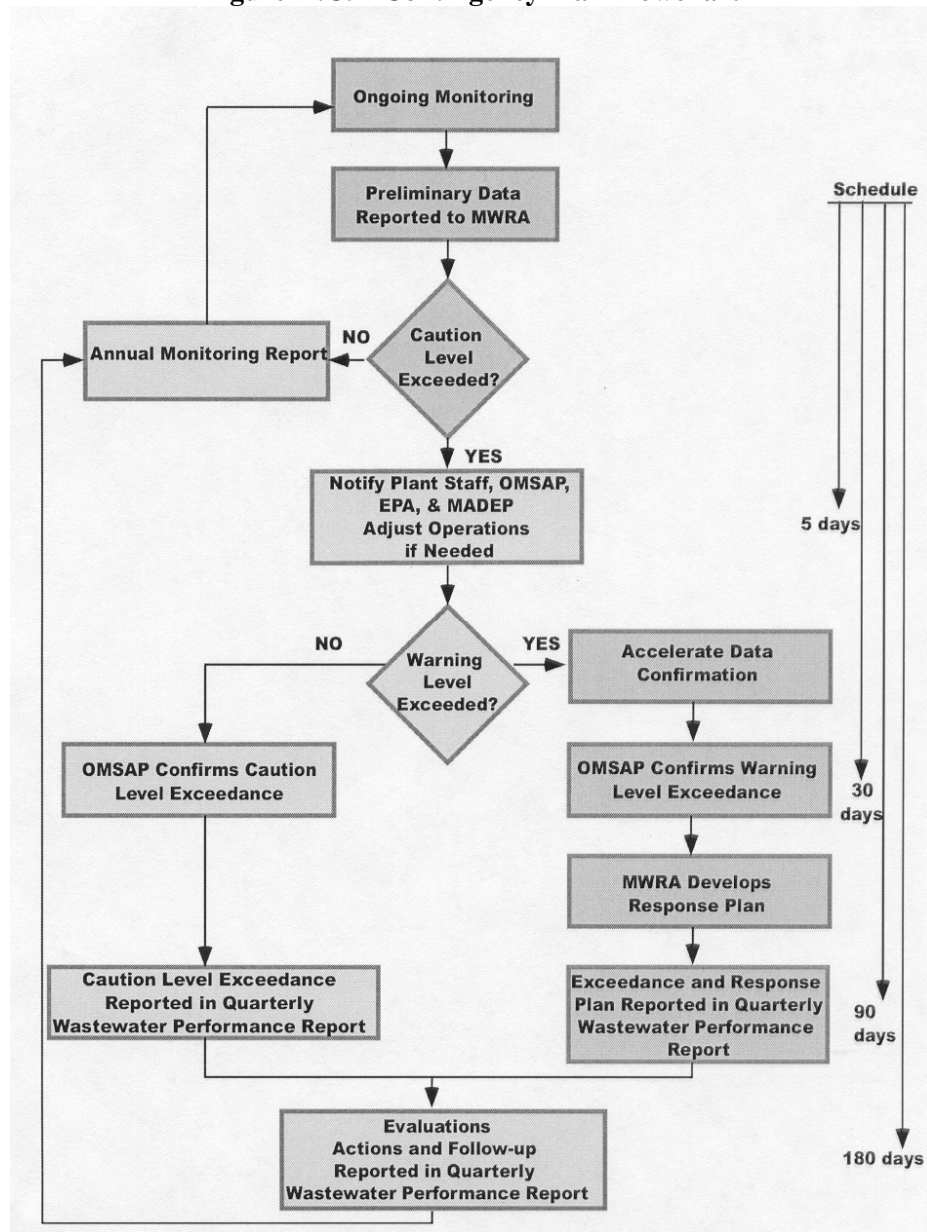 Ongoing Monitoring
Preliminary Data
Reported to MWRA
Schedule
Caution
Level
Exceeded?
NO
Annual Monitoring Report
YES
Notify Plant Staff, OMSAP,
EPA, & MADEP
Adjust Operations
if Needed
5 days
Warning
Level
Exceeded?
NO
YES
Accelerate Data
Confirmation
OMSAP Confirms Caution
Level Exceedance
OMSAP Confirms Warning
Level Exceedance
30
days
MWRA Develops
Response Plan
Caution Level Exceedance
Reported in Quarterly
Wastewater Performance Report
Exceedance and Response
Plan Reported in Quarterly
Wastewater Performance
Report
90
days
Evaluations
Actions and Follow-up
Reported in Quarterly
Wastewater Performance Report
180 days